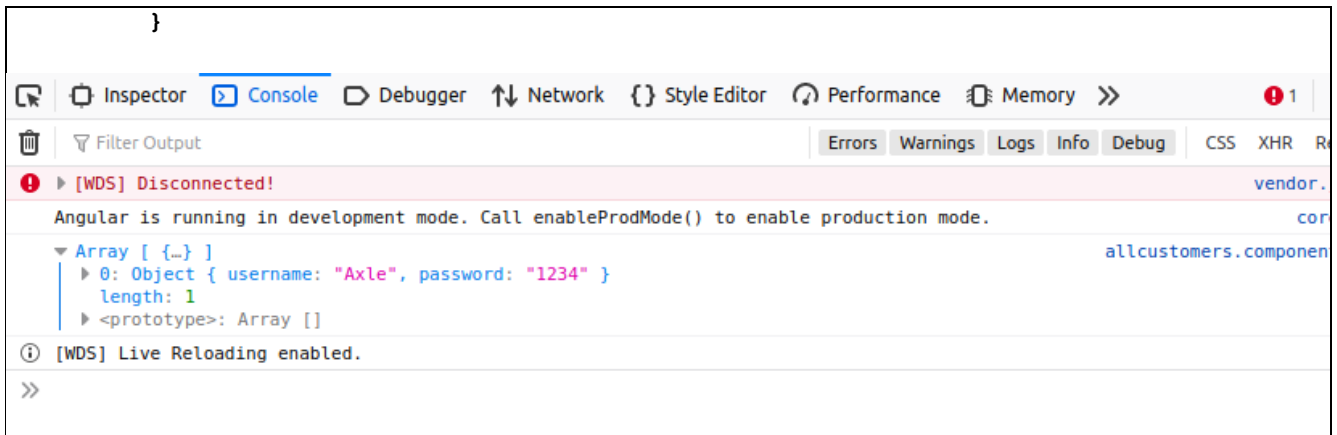 }
Inspector Console Debugger Network {} Style Editor Performance Memory 1
Filter Output Errors Warnings Logs Info Debug CSS XHR
[WDS] Disconnected! vendor.
Angular is running in development mode. Call enableProdMode() to enable production mode. cor
Array [ {…} ] allcustomers.componen
0: Object { username: "Axle", password: "1234" }
length: 1
<prototype>: Array []
[WDS] Live Reloading enabled.